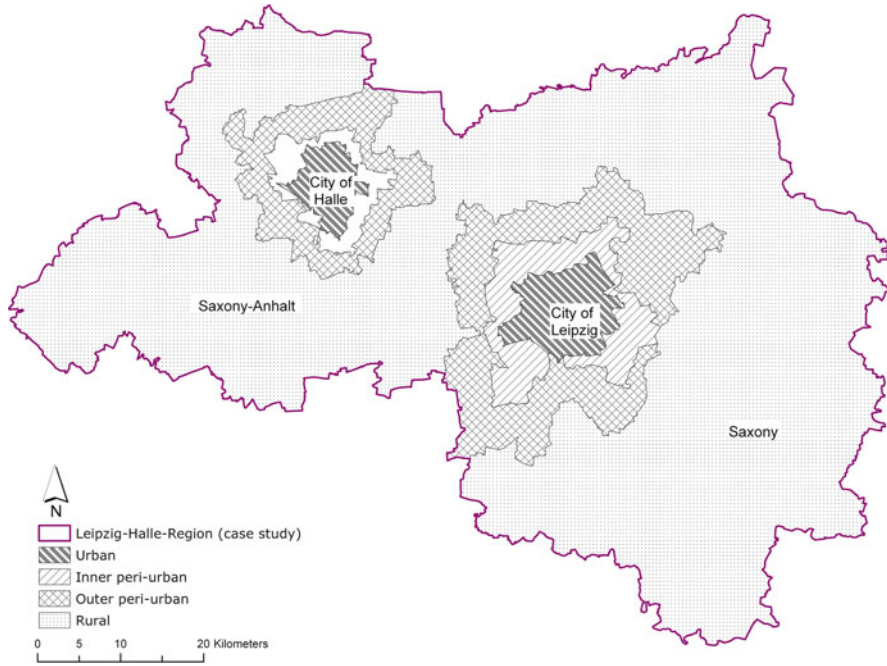 City of
Halle
Saxony-Anhalt
City of
Leipzig
Saxony
N
Leipzig-Halle-Region (case study)
Urban
Inner peri-urban
Outer peri-urban
Rural
0 5 10 20 Kilometers